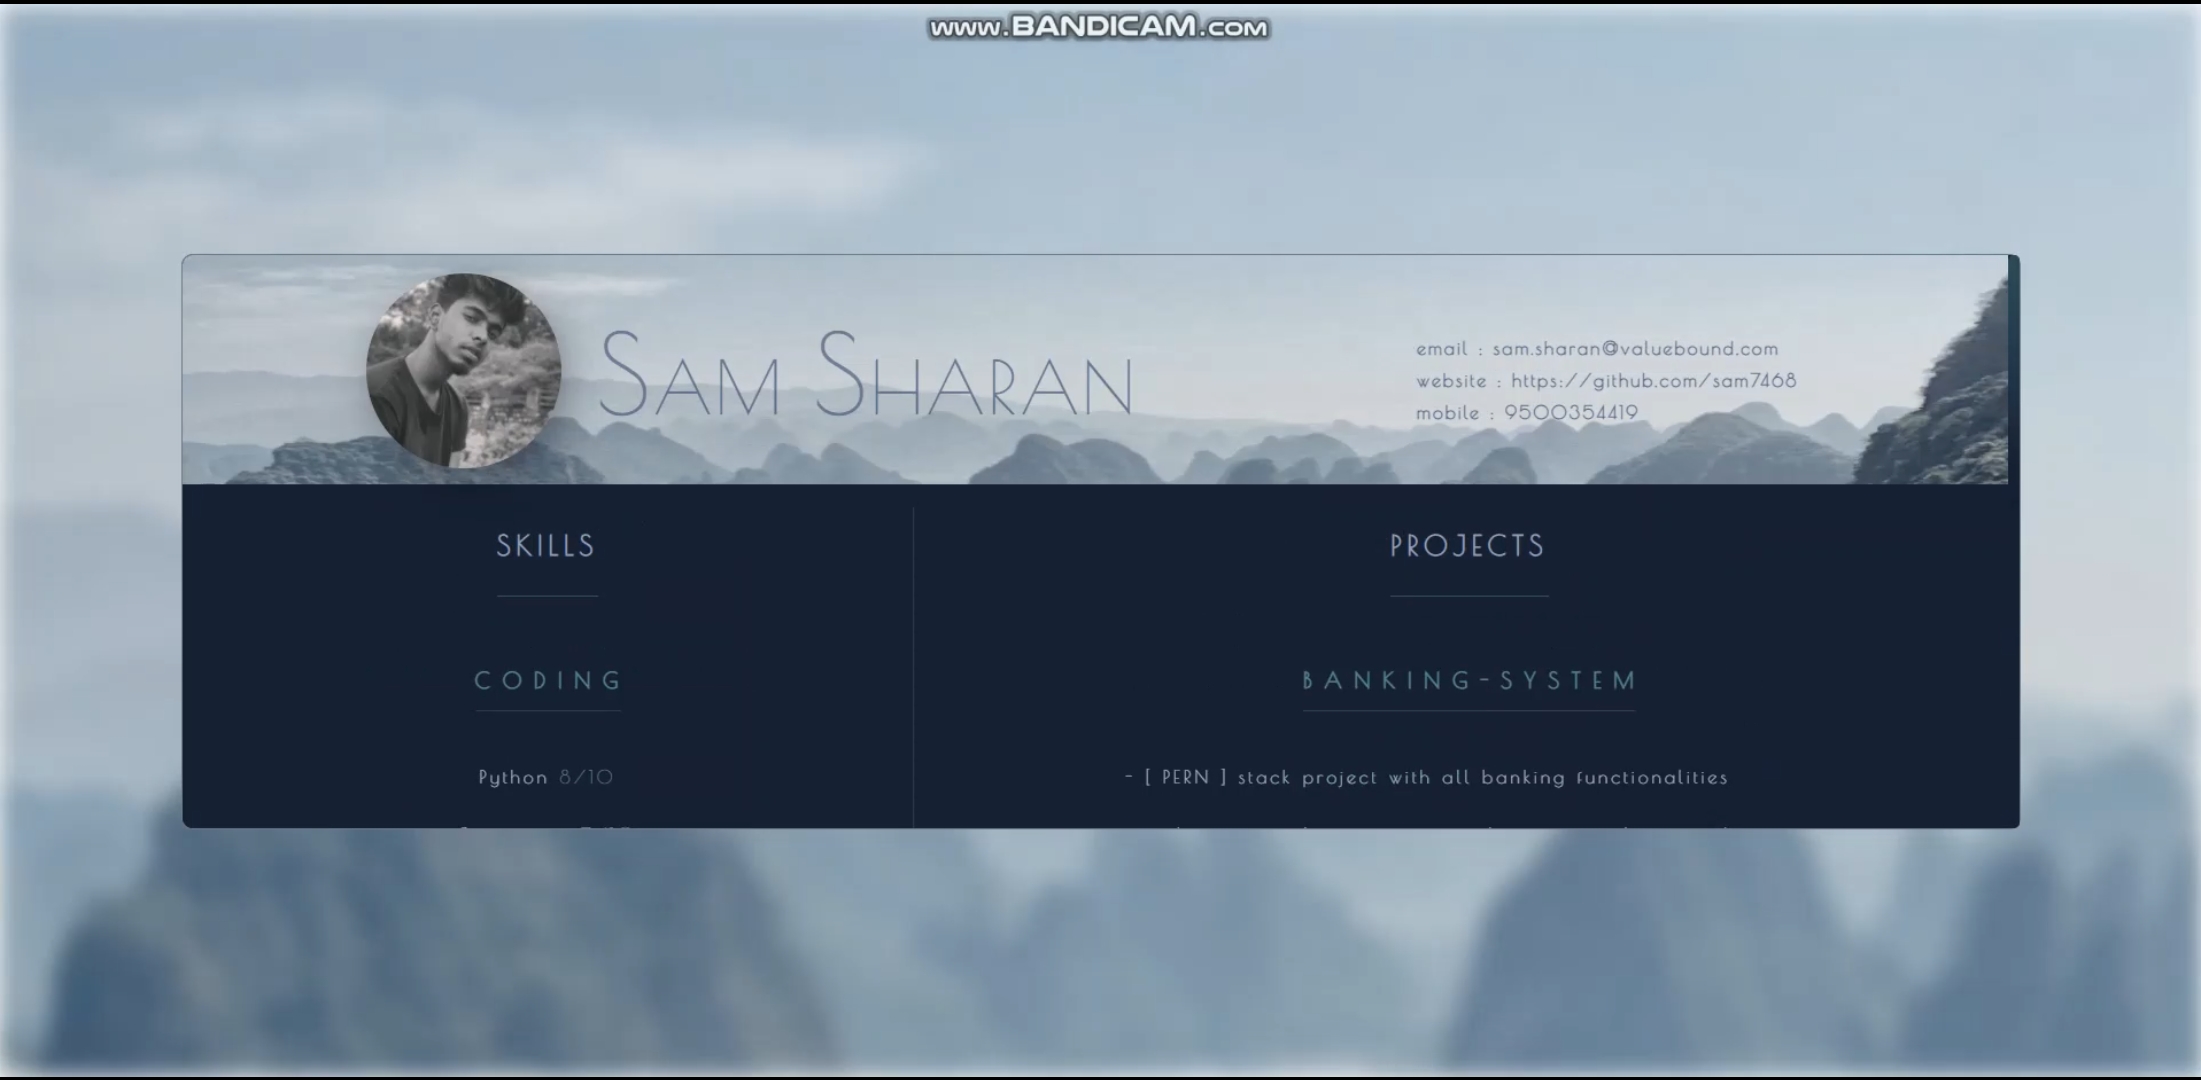 www.BANDICAM.com
SAM SHARAN
email : sam.sharan@valuebound.com
website : https://github.com/sam7468
mobile : 9500354419
SKILLS
PROJECTS
CODING
BANKING-SYSTEM
Python 8/10
- [ PERN ] stack project with all banking functionalities